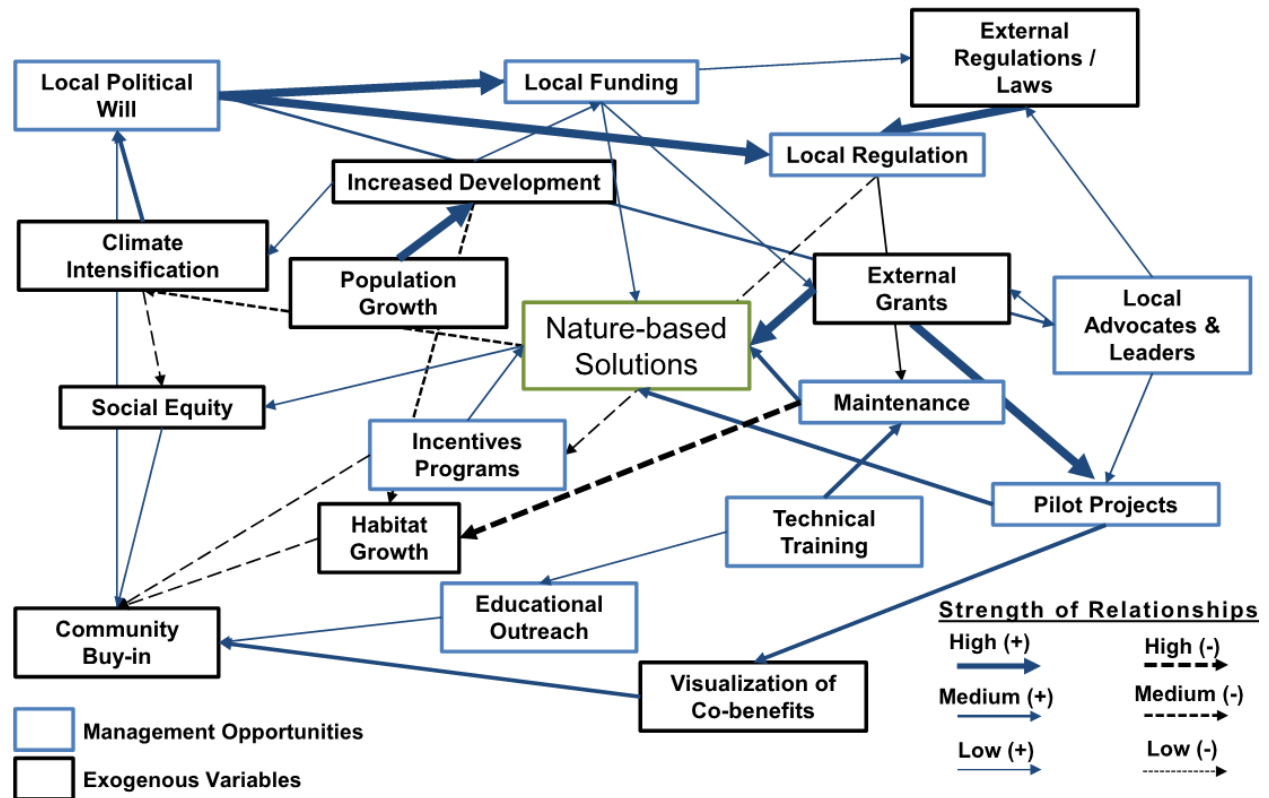 External
Regulations /
Laws
Local Political
Will
Local Funding
Local Regulation
Increased Development
Climate
Intensification
Population
Growth
External
Grants
Local
Advocates &
Leaders
Nature-based
Solutions
Social Equity
Maintenance
Incentives
Programs
Pilot Projects
Technical
Training
Habitat
Growth
Educational
Outreach
Community
Buy-in
Visualization of
Co-benefits
Strength of Relationships
High (+)
High (-)
Medium (+)
Medium (-)
Low (+)
Low (-)
Management Opportunities
Exogenous Variables